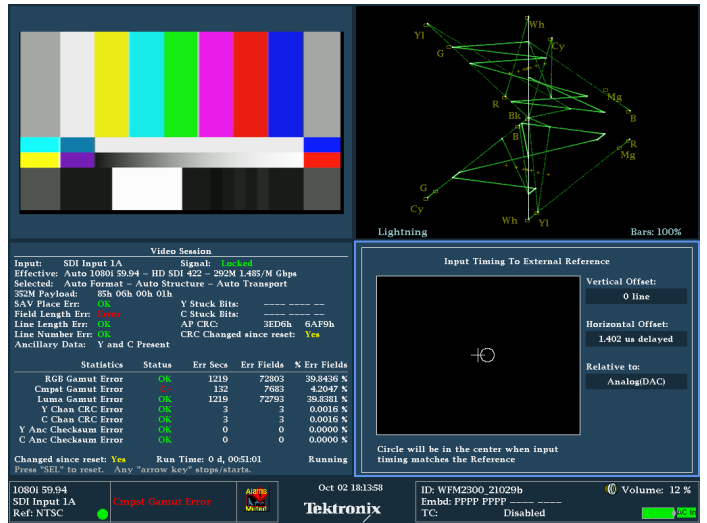 Yl
Wh
Cy
G
R
Mg
B
Bk
B
R
Mg
G
Cy
Wh
Yl
Lightning
Bars: 100%
Video Session
Input: SDI Input 1A Signal: Locked
Effective: Auto 1080i 59.94 – HD SDI 422 – 292M 1.485/M Gbps
Selected: Auto Format – Auto Structure – Auto Transport
352M Payload: 85h 06h 00h 01h
SAV Place Err: OK Y Stuck Bits: –––– –––– ––
Field Length Err: Error C Stuck Bits: –––– –––– ––
Line Length Err: OK AP CRC: 3ED6h 6AF9h
Line Number Err: OK CRC Changed since reset: Yes
Ancillary Data: Y and C Present
Statistics Status Err Secs Err Fields % Err Fields
RGB Gamut Error OK 1219 72803 39.8436 %
Cmpst Gamut Error C 132 7683 4.2047 %
Luma Gamut Error OK 1219 72793 39.8381 %
Y Chan CRC Error OK 3 3 0.0016 %
C Chan CRC Error OK 3 3 0.0016 %
Y Anc Checksum Error OK 0 0 0.0000 %
C Anc Checksum Error OK 0 0 0.0000 %
Changed since reset: Yes Run Time: 0 d, 00:51:01 Running
Press "SEL" to reset. Any "arrow key" stops/starts.
Input Timing To External Reference
Vertical Offset:
0 line
Horizontal Offset:
1.402 us delayed
Relative to:
Analog(DAC)
Circle will be in the center when input
timing matches the Reference
1080i 59.94
SDI Input 1A
Ref: NTSC
Cmpst Gamut Error
Alarms
Muted
Oct 02 18:13:58
Tektronix
ID: WFM2300_21029b
Embd: PPPP PPPP –––– ––––
TC: Disabled
Volume: 12 %
AC In